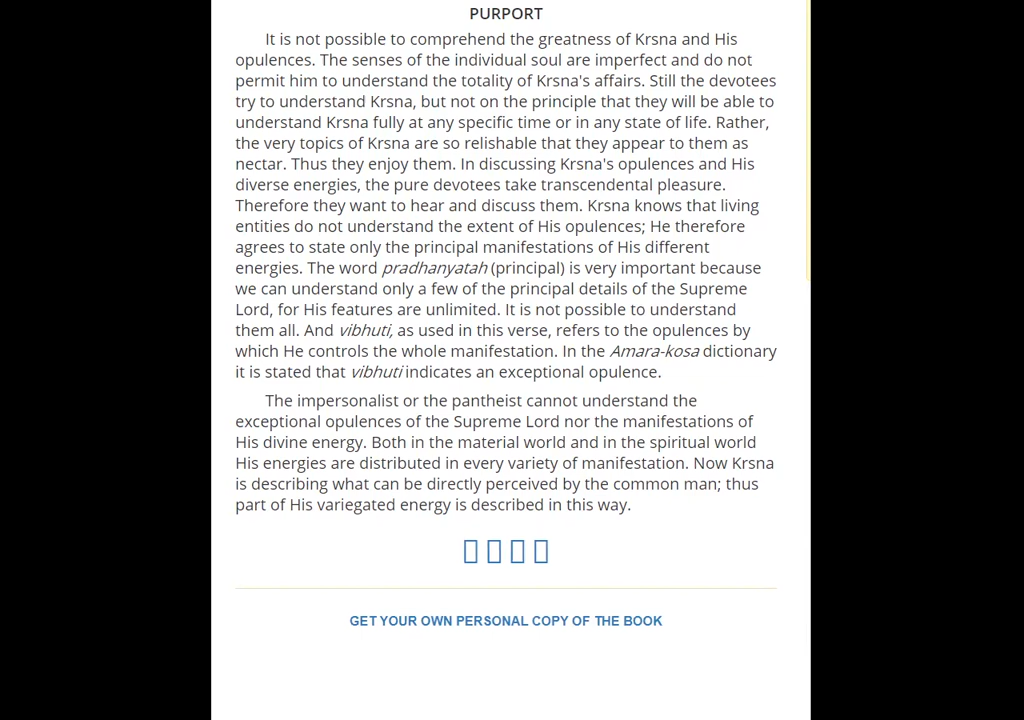 PURPORT
It is not possible to comprehend the greatness of Krsna and His
opulences. The senses of the individual soul are imperfect and do not
permit him to understand the totality of Krsna's affairs. Still the devotees
try to understand Krsna, but not on the principle that they will be able to
understand Krsna fully at any specific time or in any state of life. Rather,
the very topics of Krsna are so relishable that they appear to them as
nectar. Thus they enjoy them. In discussing Krsna's opulences and His
diverse energies, the pure devotees take transcendental pleasure.
Therefore they want to hear and discuss them. Krsna knows that living
entities do not understand the extent of His opulences; He therefore
agrees to state only the principal manifestations of His different
energies. The word pradhanyatah (principal) is very important because
we can understand only a few of the principal details of the Supreme
Lord, for His features are unlimited. It is not possible to understand
them all. And vibhuti, as used in this verse, refers to the opulences by
which He controls the whole manifestation. In the Amara-kosa dictionary
it is stated that vibhuti indicates an exceptional opulence.
The impersonalist or the pantheist cannot understand the
exceptional opulences of the Supreme Lord nor the manifestations of
His divine energy. Both in the material world and in the spiritual world
His energies are distributed in every variety of manifestation. Now Krsna
is describing what can be directly perceived by the common man; thus
part of His variegated energy is described in this way.
GET YOUR OWN PERSONAL COPY OF THE BOOK